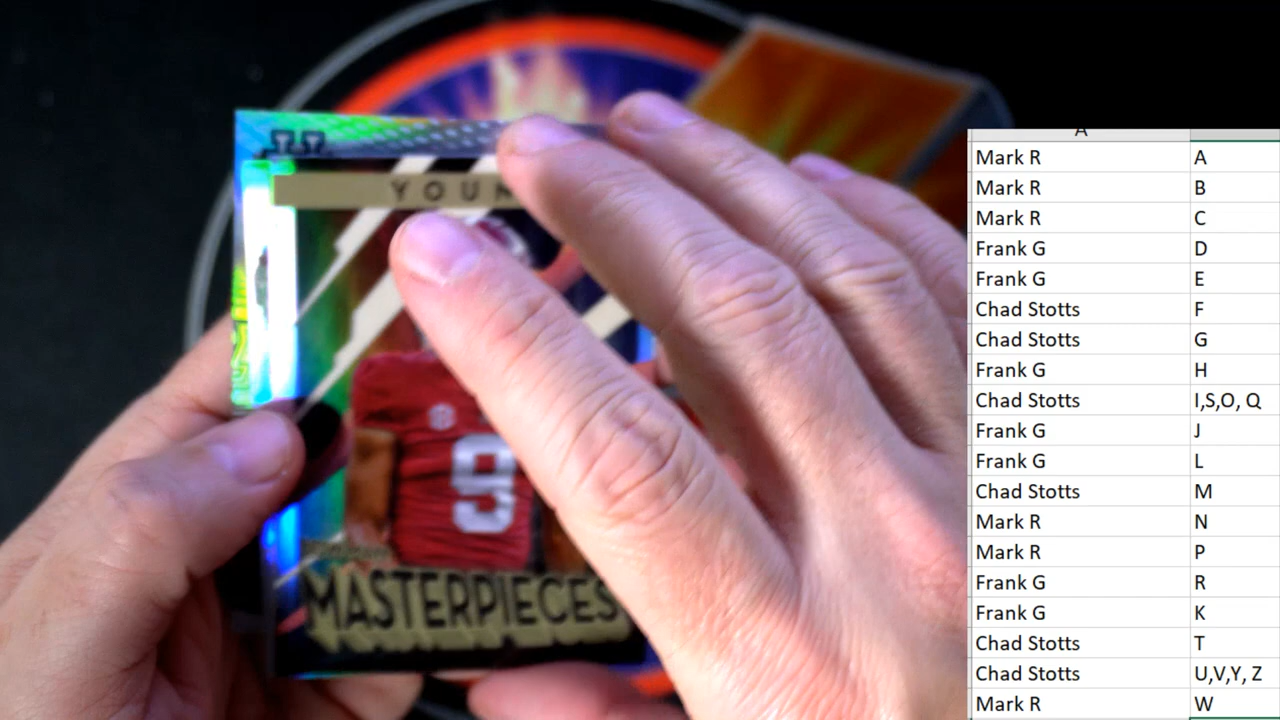 YOUN
9
MASTERPIECES
A
Mark R A
Mark R B
Mark R C
Frank G D
Frank G E
Chad Stotts F
Chad Stotts G
Frank G H
Chad Stotts I,S,O, Q
Frank G J
Frank G L
Chad Stotts M
Mark R N
Mark R P
Frank G R
Frank G K
Chad Stotts T
Chad Stotts U,V,Y, Z
Mark R W